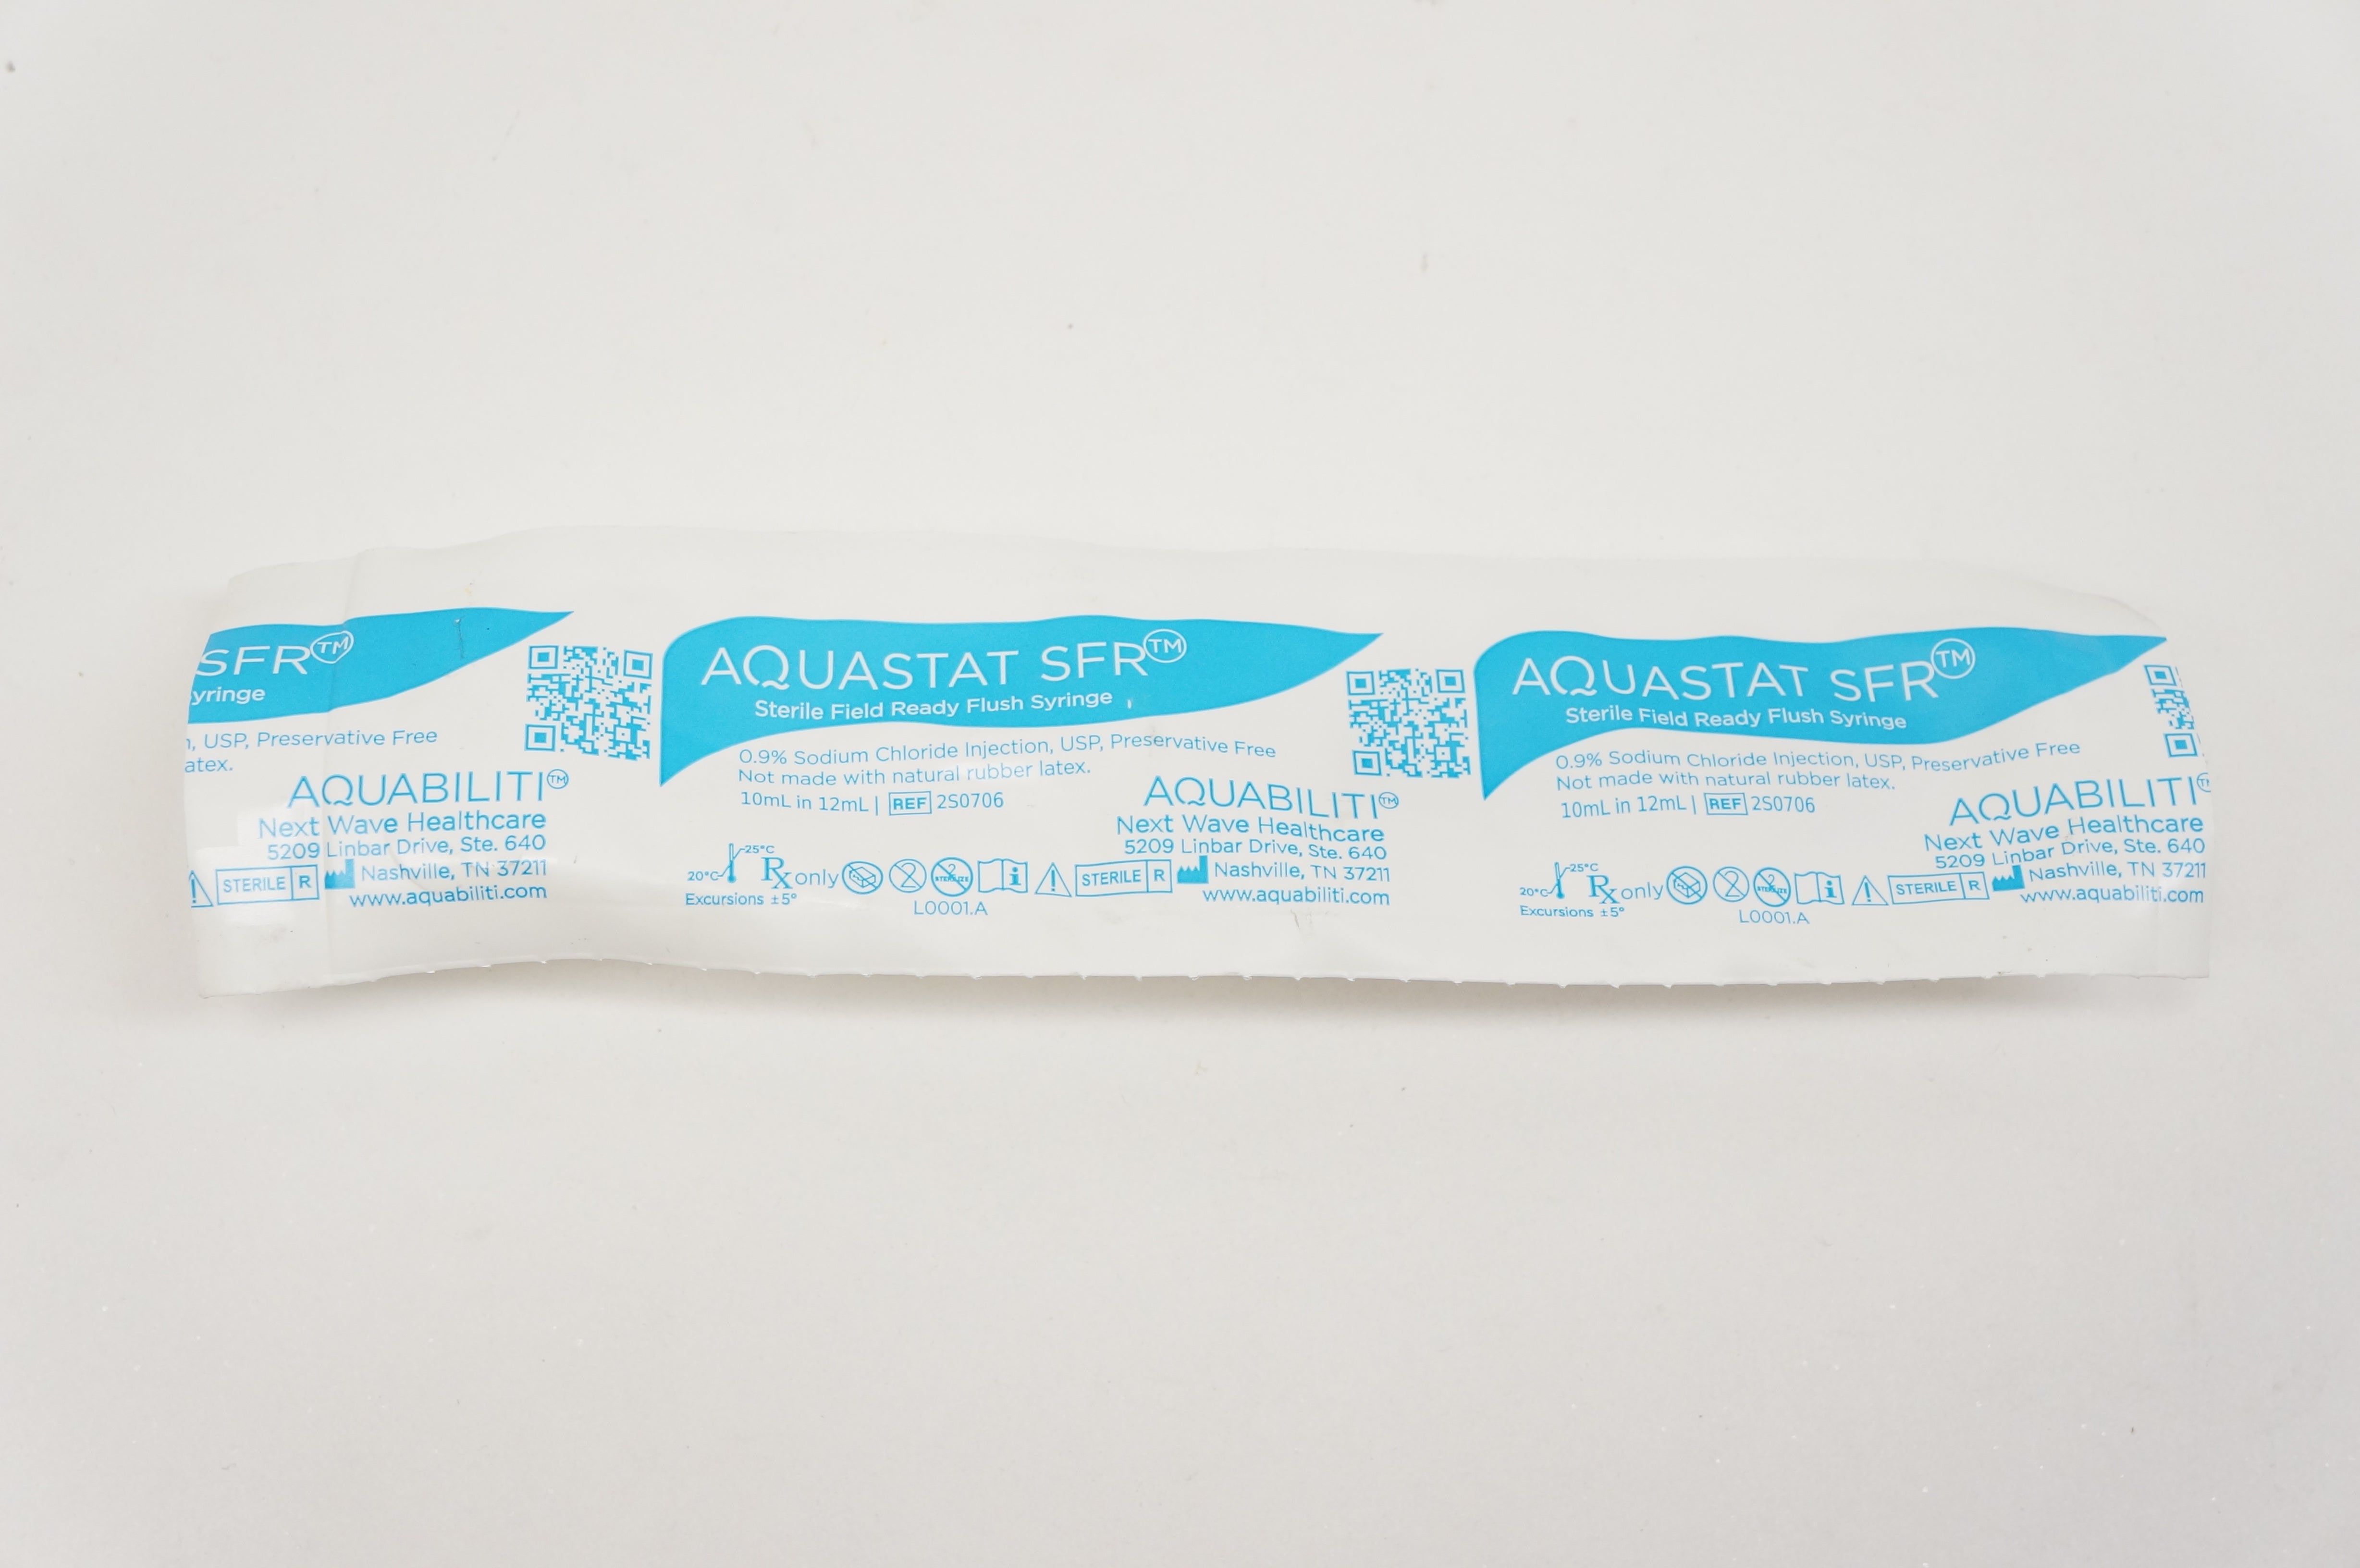 SFR™
yringe
, USP, Preservative Free
atex.
AQUABILITI™
Next Wave Healthcare
5209 Linbar Drive, Ste. 640
Nashville, TN 37211
www.aquabiliti.com
STERILE R
AQUASTAT SFR™
Sterile Field Ready Flush Syringe
0.9% Sodium Chloride Injection, USP, Preservative Free
Not made with natural rubber latex.
10mL in 12mL | REF 2S0706
AQUABILITI™
Next Wave Healthcare
5209 Linbar Drive, Ste. 640
Nashville, TN 37211
www.aquabiliti.com
20°C 25°C
Excursions ±5°
Rx only
2
2 STERILIZE
i
STERILE R
L0001.A
AQUASTAT SFR™
Sterile Field Ready Flush Syringe
0.9% Sodium Chloride Injection, USP, Preservative Free
Not made with natural rubber latex.
10mL in 12mL | REF 2S0706
AQUABILITI™
Next Wave Healthcare
5209 Linbar Drive, Ste. 640
Nashville, TN 37211
www.aquabiliti.com
20°C 25°C
Excursions ±5°
Rx only
2
2 STERILIZE
i
STERILE R
L0001.A